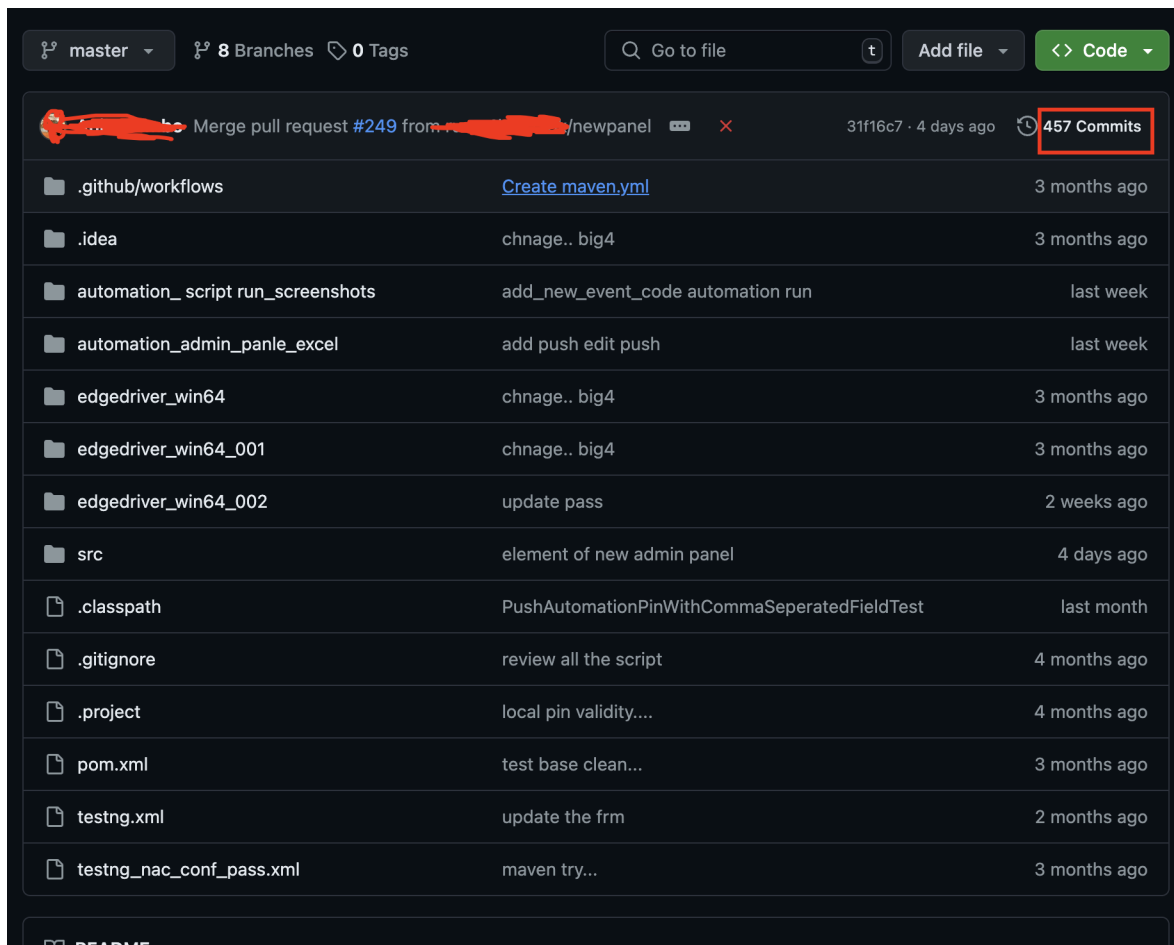 master 8 Branches 0 Tags Go to file t Add file Code
Merge pull request #249 from /newpanel 31f16c7 · 4 days ago 457 Commits
.github/workflows Create maven.yml 3 months ago
.idea chnage.. big4 3 months ago
automation_ script run_screenshots add_new_event_code automation run last week
automation_admin_panle_excel add push edit push last week
edgedriver_win64 chnage.. big4 3 months ago
edgedriver_win64_001 chnage.. big4 3 months ago
edgedriver_win64_002 update pass 2 weeks ago
src element of new admin panel 4 days ago
.classpath PushAutomationPinWithCommaSeperatedFieldTest last month
.gitignore review all the script 4 months ago
.project local pin validity.... 4 months ago
pom.xml test base clean... 3 months ago
testng.xml update the frm 2 months ago
testng_nac_conf_pass.xml maven try... 3 months ago
README